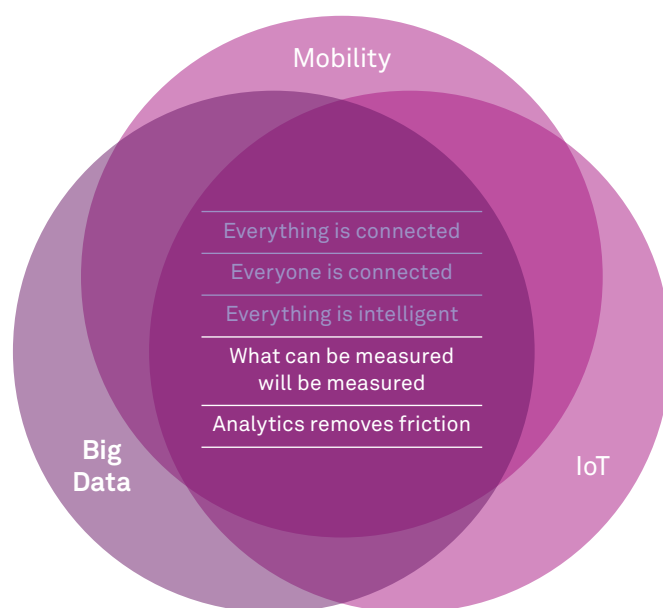 Mobility
Everything is connected
Everyone is connected
Everything is intelligent
What can be measured
will be measured
Analytics removes friction
Big
Data
IoT